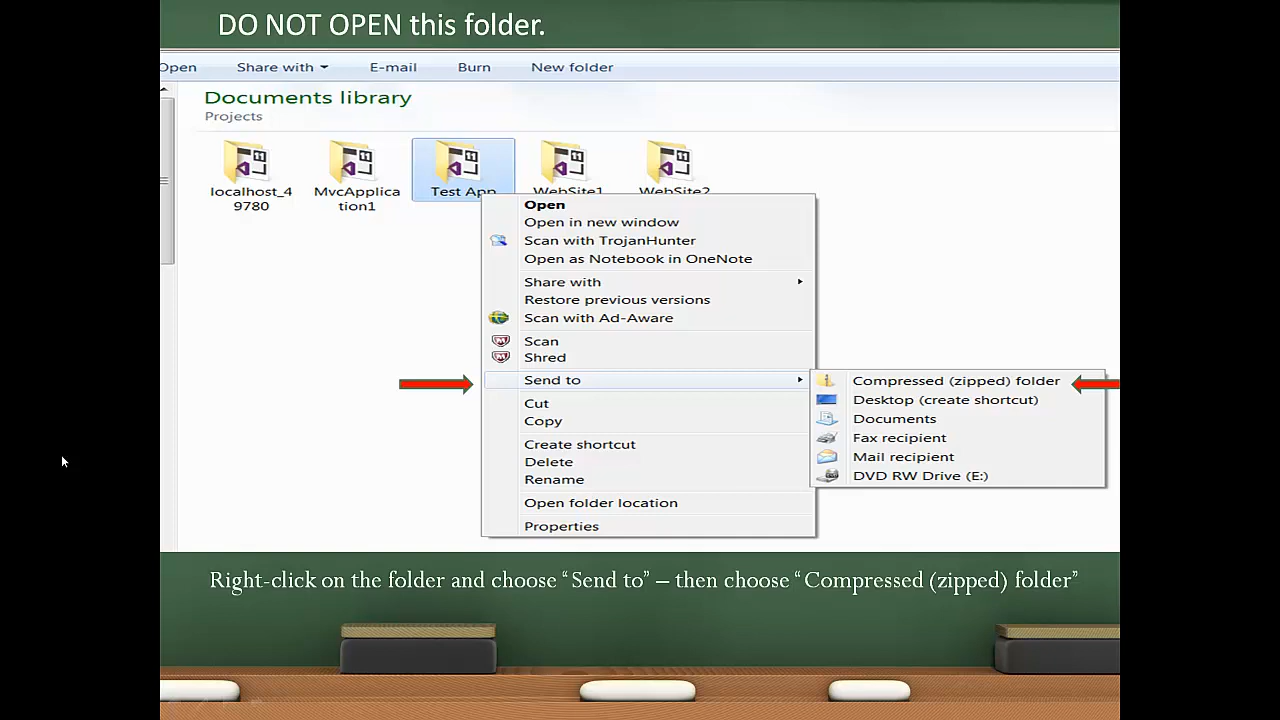 DO NOT OPEN this folder.
Open Share with E-mail Burn New folder
Documents library
Projects
localhost_4
9780
MvcApplica
tion1
Test App
WebSite1
WebSite2
Open
Open in new window
Scan with TrojanHunter
Open as Notebook in OneNote
Share with
Restore previous versions
Scan with Ad-Aware
Scan
Shred
Send to
Cut
Copy
Create shortcut
Delete
Rename
Open folder location
Properties
Compressed (zipped) folder
Desktop (create shortcut)
Documents
Fax recipient
Mail recipient
DVD RW Drive (E:)
Right-click on the folder and choose “Send to” – then choose “Compressed (zipped) folder”